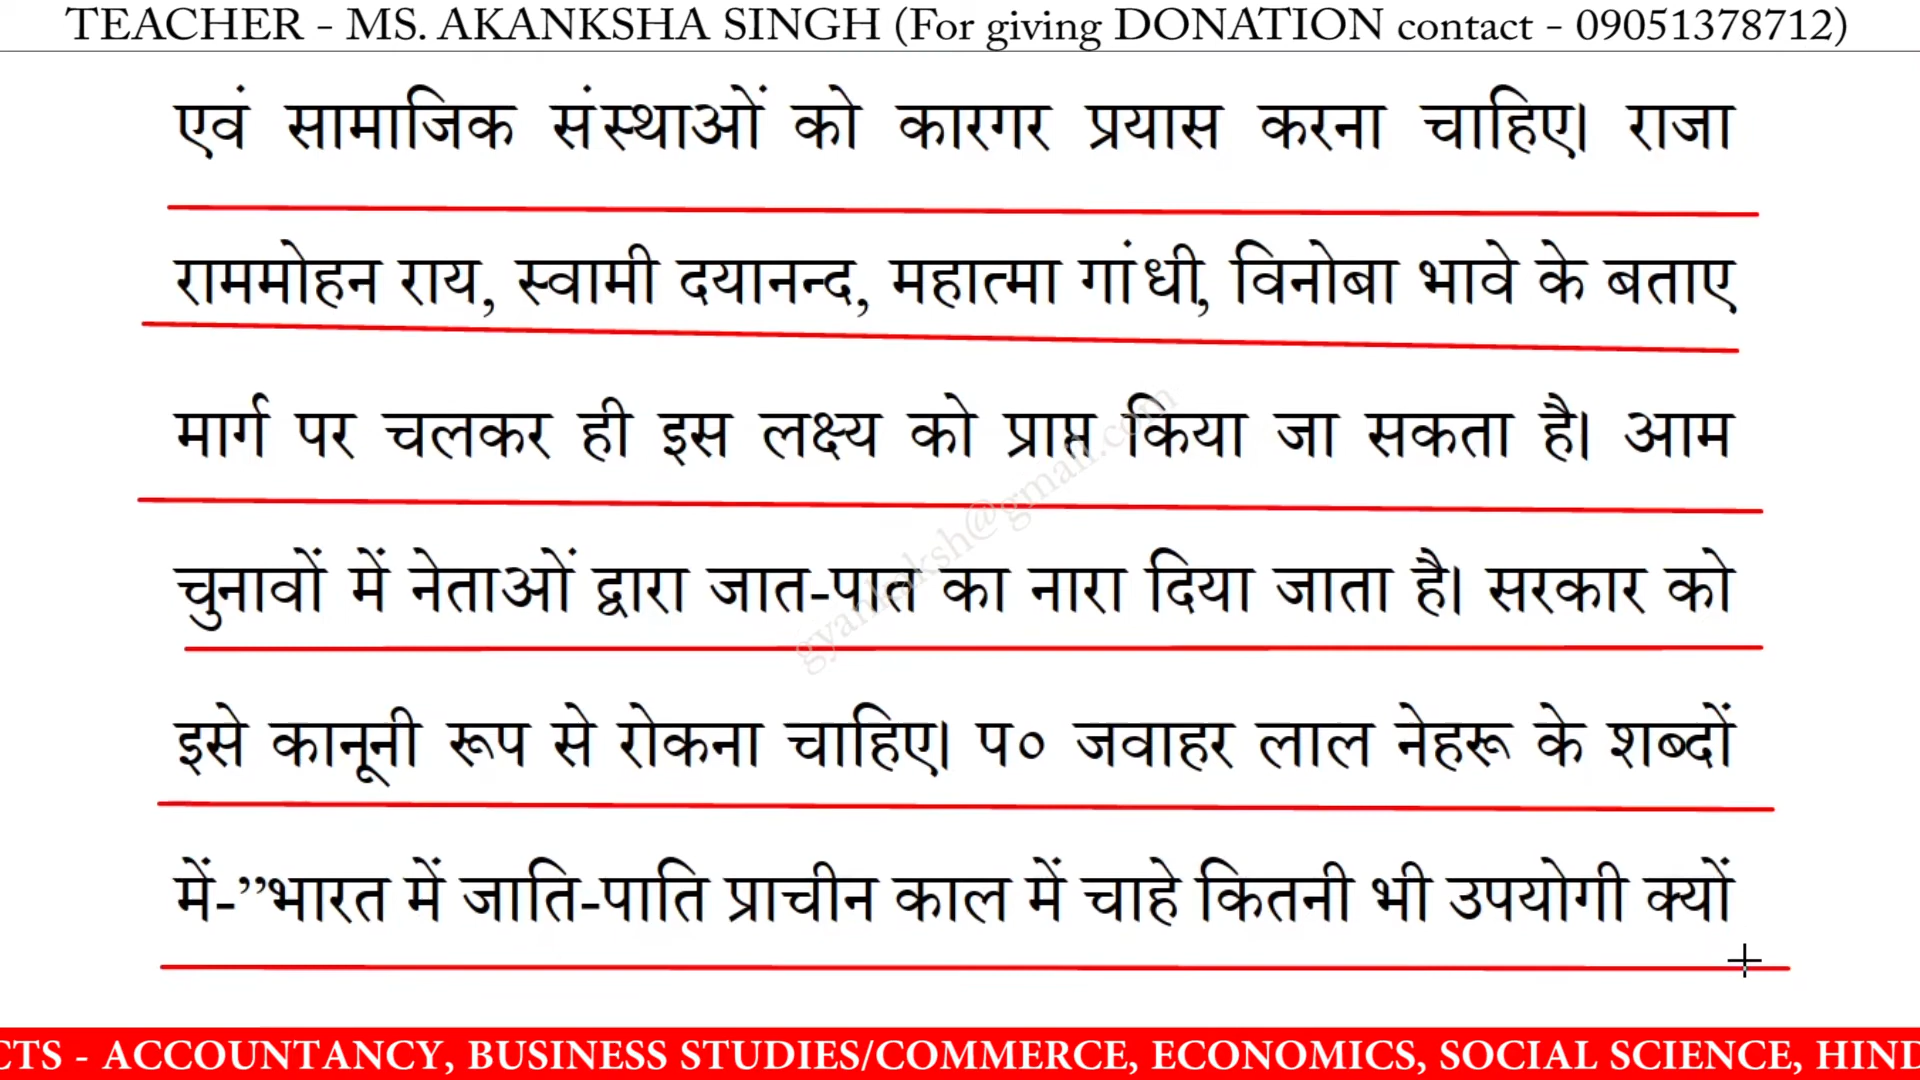 TEACHER - MS. AKANKSHA SINGH (For giving DONATION contact - 09051378712)
एवं सामाजिक संस्थाओं को कारगर प्रयास करना चाहिए। राजा
राममोहन राय, स्वामी दयानन्द, महात्मा गांधी, विनोबा भावे के बताए
मार्ग पर चलकर ही इस लक्ष्य को प्राप्त किया जा सकता है। आम
चुनावों में नेताओं द्वारा जात-पात का नारा दिया जाता है। सरकार को
इसे कानूनी रूप से रोकना चाहिए। प० जवाहर लाल नेहरू के शब्दों
में-”भारत में जाति-पाति प्राचीन काल में चाहे कितनी भी उपयोगी क्यों
CTS - ACCOUNTANCY, BUSINESS STUDIES/COMMERCE, ECONOMICS, SOCIAL SCIENCE, HIND